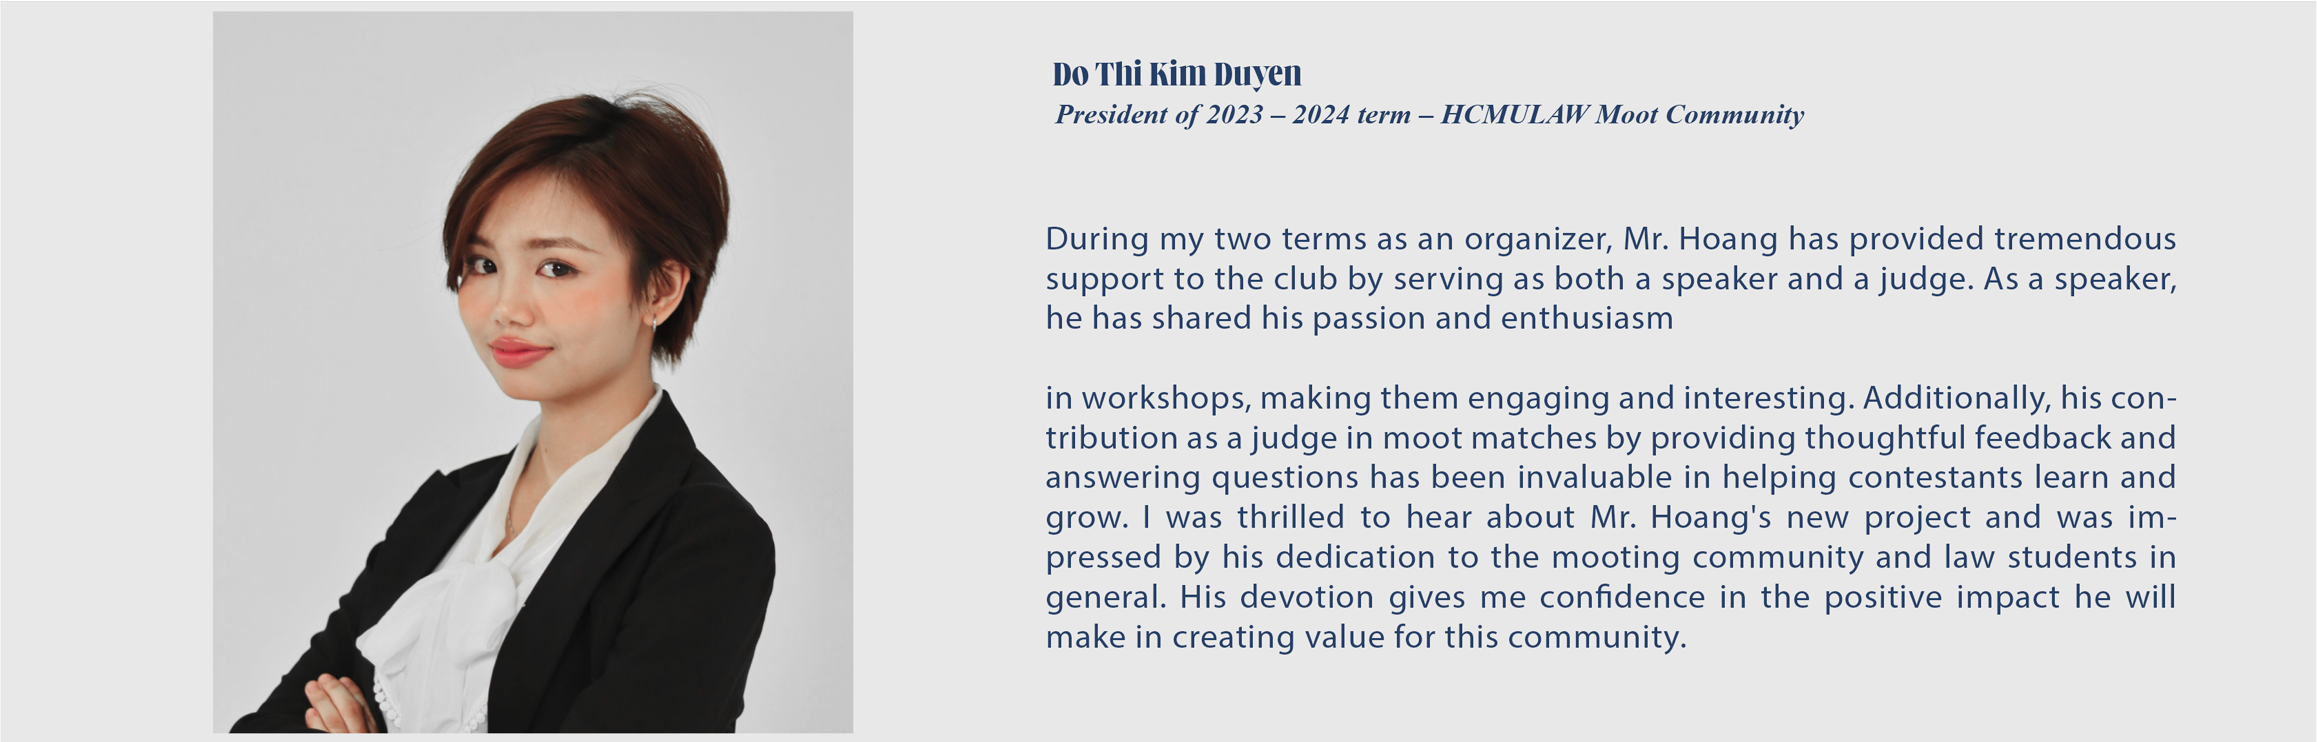 Do Thi Kim Duyen
President of 2023 – 2024 term – HCMULAW Moot Community
During my two terms as an organizer, Mr. Hoang has provided tremendous
support to the club by serving as both a speaker and a judge. As a speaker,
he has shared his passion and enthusiasm
in workshops, making them engaging and interesting. Additionally, his con-
tribution as a judge in moot matches by providing thoughtful feedback and
answering questions has been invaluable in helping contestants learn and
grow. I was thrilled to hear about Mr. Hoang's new project and was im-
pressed by his dedication to the mooting community and law students in
general. His devotion gives me confidence in the positive impact he will
make in creating value for this community.